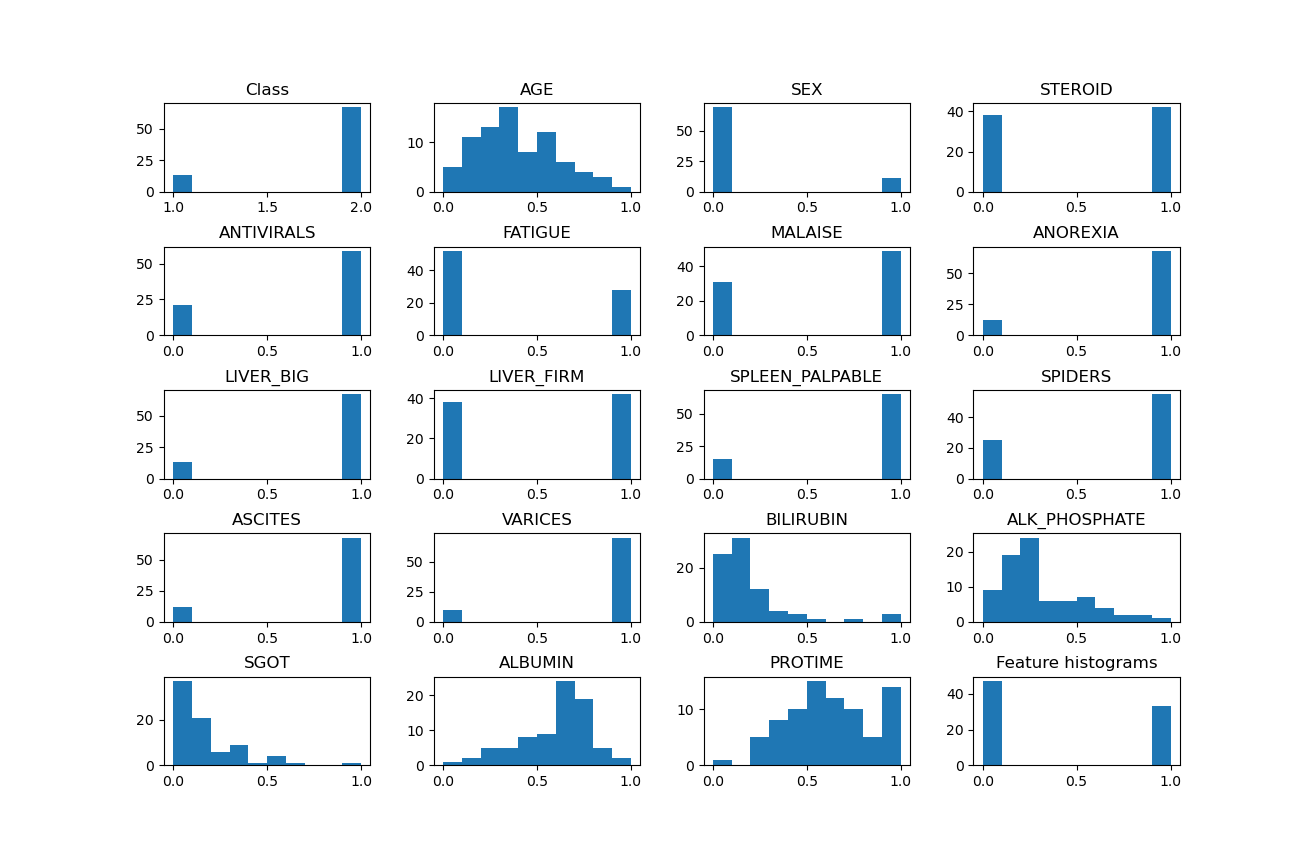 Class AGE SEX STEROID
50 25 0 10 0 50 25 0 40 20 0
1.0 1.5 2.0 0.0 0.5 1.0 0.0 0.5 1.0 0.0 0.5 1.0
ANTIVIRALS FATIGUE MALAISE ANOREXIA
50 25 0 40 20 0 40 20 0 50 25 0
0.0 0.5 1.0 0.0 0.5 1.0 0.0 0.5 1.0 0.0 0.5 1.0
LIVER_BIG LIVER_FIRM SPLEEN_PALPABLE SPIDERS
50 25 0 40 20 0 50 25 0 40 20 0
0.0 0.5 1.0 0.0 0.5 1.0 0.0 0.5 1.0 0.0 0.5 1.0
ASCITES VARICES BILIRUBIN ALK_PHOSPHATE
50 25 0 50 25 0 20 0 20 10 0
0.0 0.5 1.0 0.0 0.5 1.0 0.0 0.5 1.0 0.0 0.5 1.0
SGOT ALBUMIN PROTIME Feature histograms
20 0 20 10 0 10 0 40 20 0
0.0 0.5 1.0 0.0 0.5 1.0 0.0 0.5 1.0 0.0 0.5 1.0